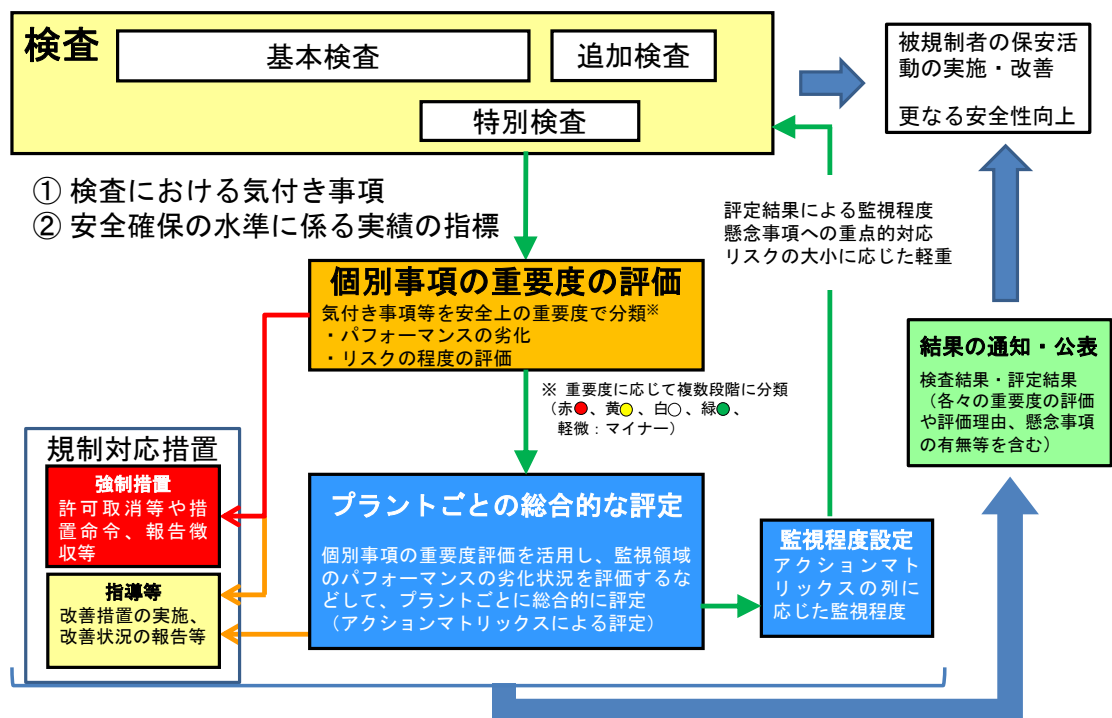 検査
基本検査
追加検査
特別検査
被規制者の保安活
動の実施・改善
更なる安全性向上
① 検査における気付き事項
② 安全確保の水準に係る実績の指標
評定結果による監視程度
懸念事項への重点的対応
リスクの大小に応じた軽重
個別事項の重要度の評価
気付き事項等を安全上の重要度で分類※
・パフォーマンスの劣化
・リスクの程度の評価
※ 重要度に応じて複数段階に分類
(赤●、黄●、白○、緑●、
軽微:マイナー)
結果の通知・公表
検査結果・評定結果
(各々の重要度の評価
や評価理由、懸念事項
の有無等を含む)
規制対応措置
強制措置
許可取消等や措
置命令、報告徴
収等
指導等
改善措置の実施、
改善状況の報告等
プラントごとの総合的な評定
個別事項の重要度評価を活用し、監視領域
のパフォーマンスの劣化状況を評価するな
どして、プラントごとに総合的に評定
(アクションマトリックスによる評定)
監視程度設定
アクションマト
リックスの列に
応じた監視程度